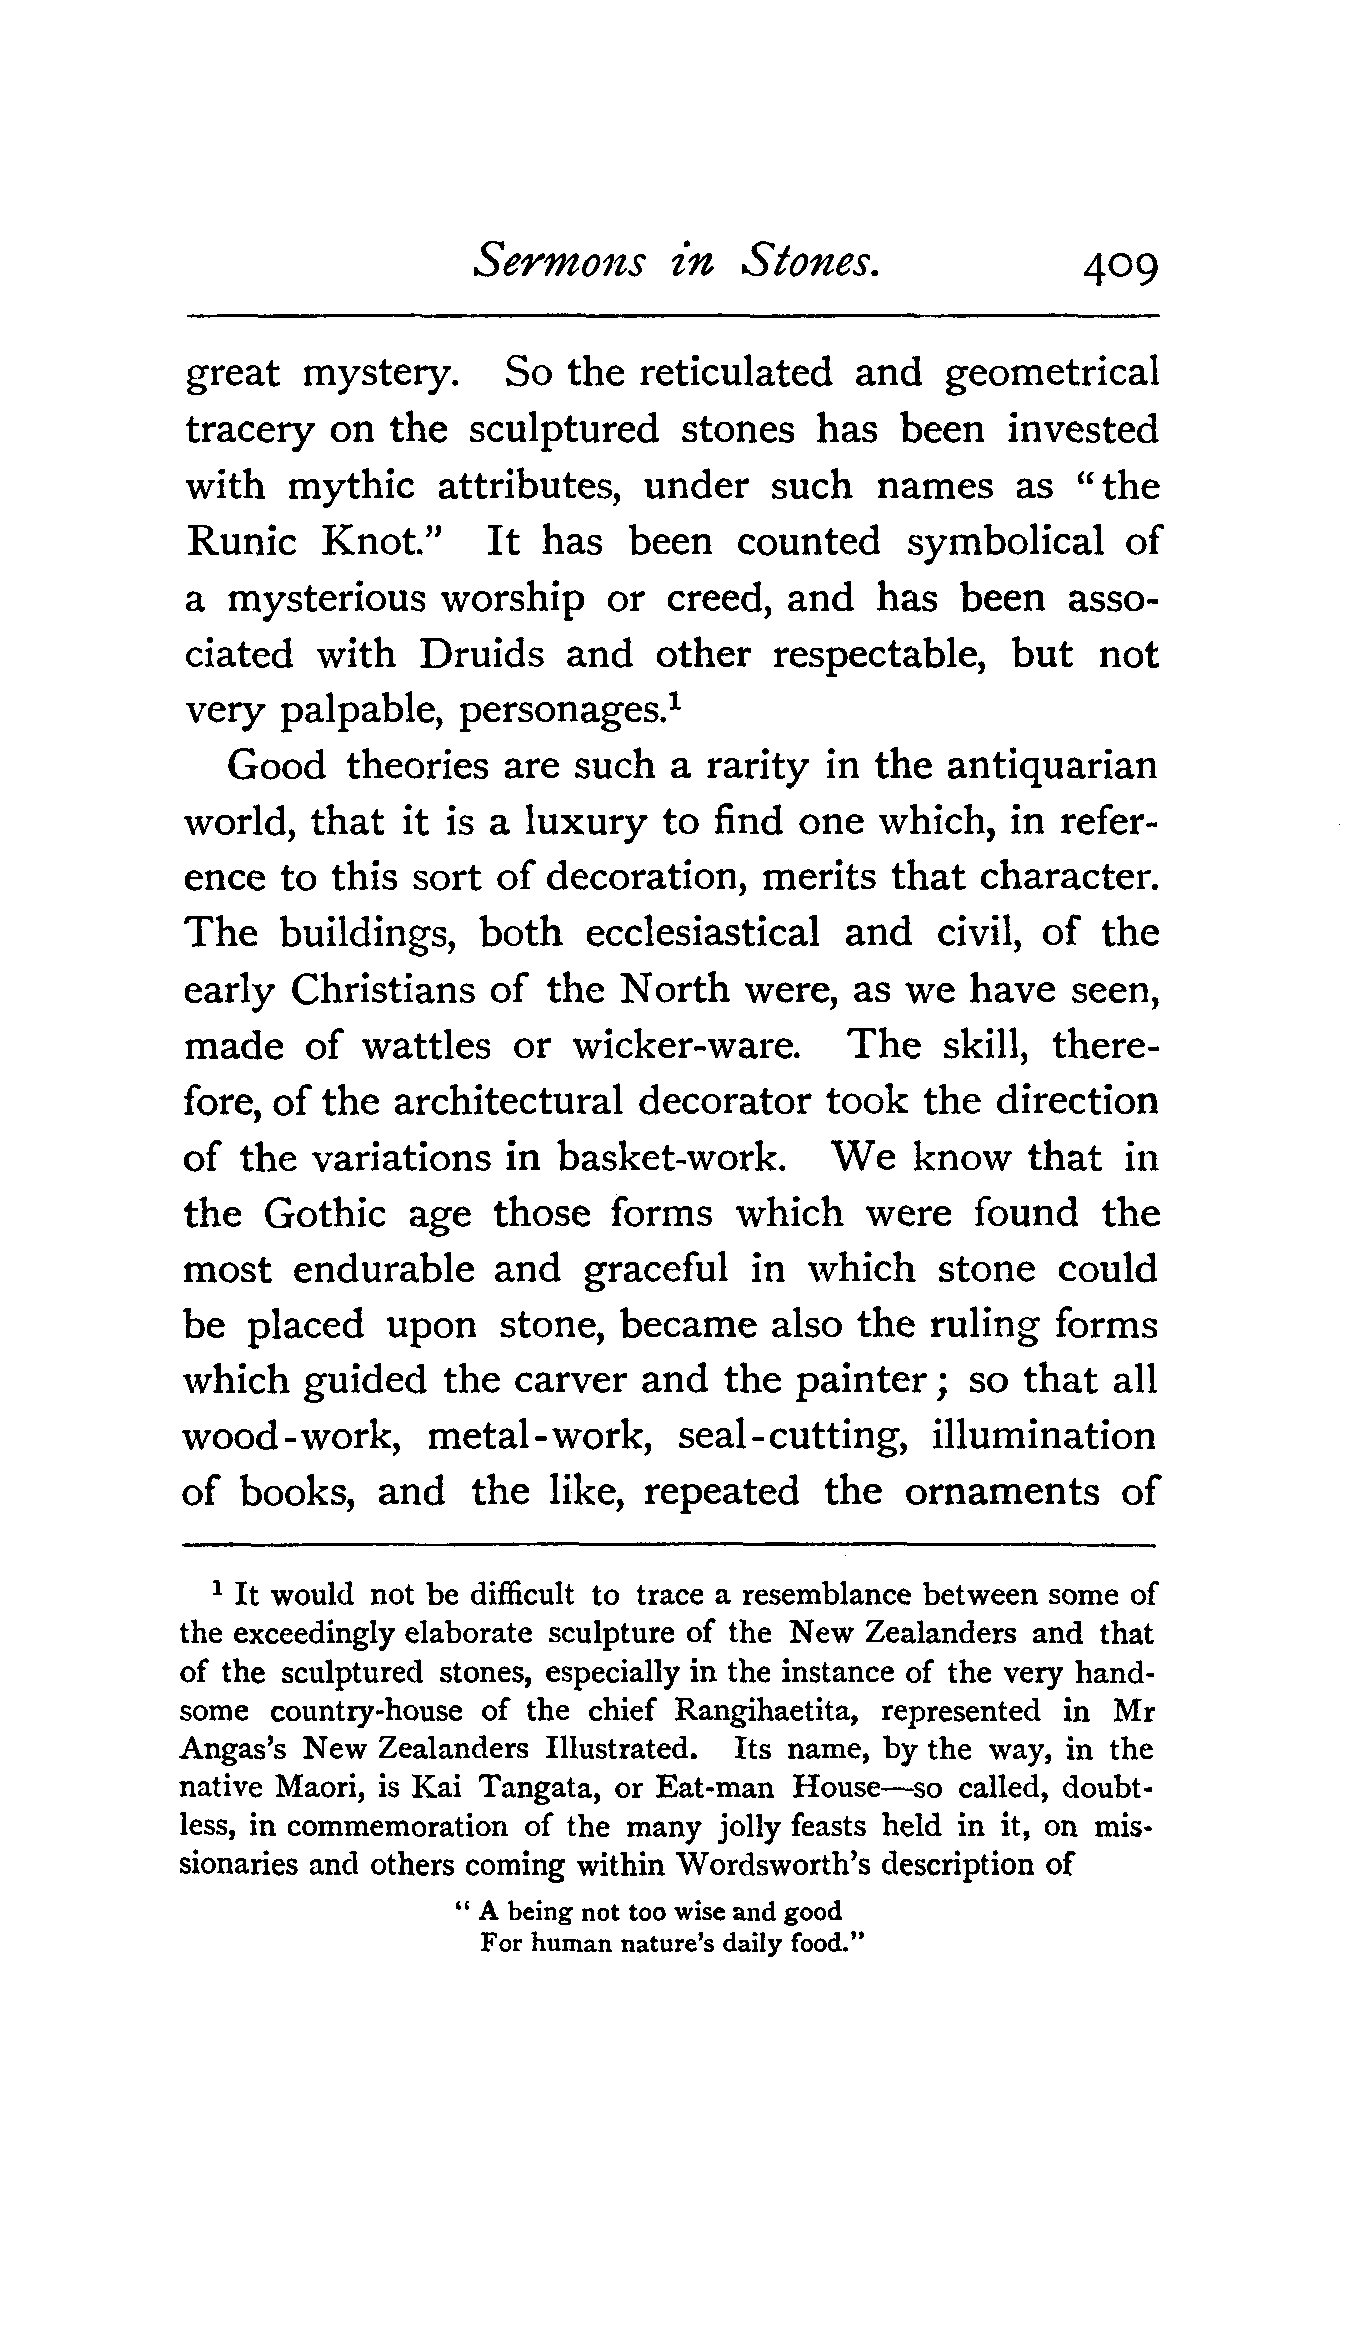 Sermons in Stones. 409
great mystery. So the reticulated and geometrical
tracery on the sculptured stones has been invested
with mythic attributes, under such names as “the
Runic Knot.” It has been counted symbolical of
a mysterious worship or creed, and has been asso-
ciated with Druids and other respectable, but not
very palpable, personages.¹
Good theories are such a rarity in the antiquarian
world, that it is a luxury to find one which, in refer-
ence to this sort of decoration, merits that character.
The buildings, both ecclesiastical and civil, of the
early Christians of the North were, as we have seen,
made of wattles or wicker-ware. The skill, there-
fore, of the architectural decorator took the direction
of the variations in basket-work. We know that in
the Gothic age those forms which were found the
most endurable and graceful in which stone could
be placed upon stone, became also the ruling forms
which guided the carver and the painter; so that all
wood-work, metal-work, seal-cutting, illumination
of books, and the like, repeated the ornaments of
¹ It would not be difficult to trace a resemblance between some of
the exceedingly elaborate sculpture of the New Zealanders and that
of the sculptured stones, especially in the instance of the very hand-
some country-house of the chief Rangihaetita, represented in Mr
Angas’s New Zealanders Illustrated. Its name, by the way, in the
native Maori, is Kai Tangata, or Eat-man House—so called, doubt-
less, in commemoration of the many jolly feasts held in it, on mis-
sionaries and others coming within Wordsworth’s description of
“ A being not too wise and good
For human nature’s daily food.”